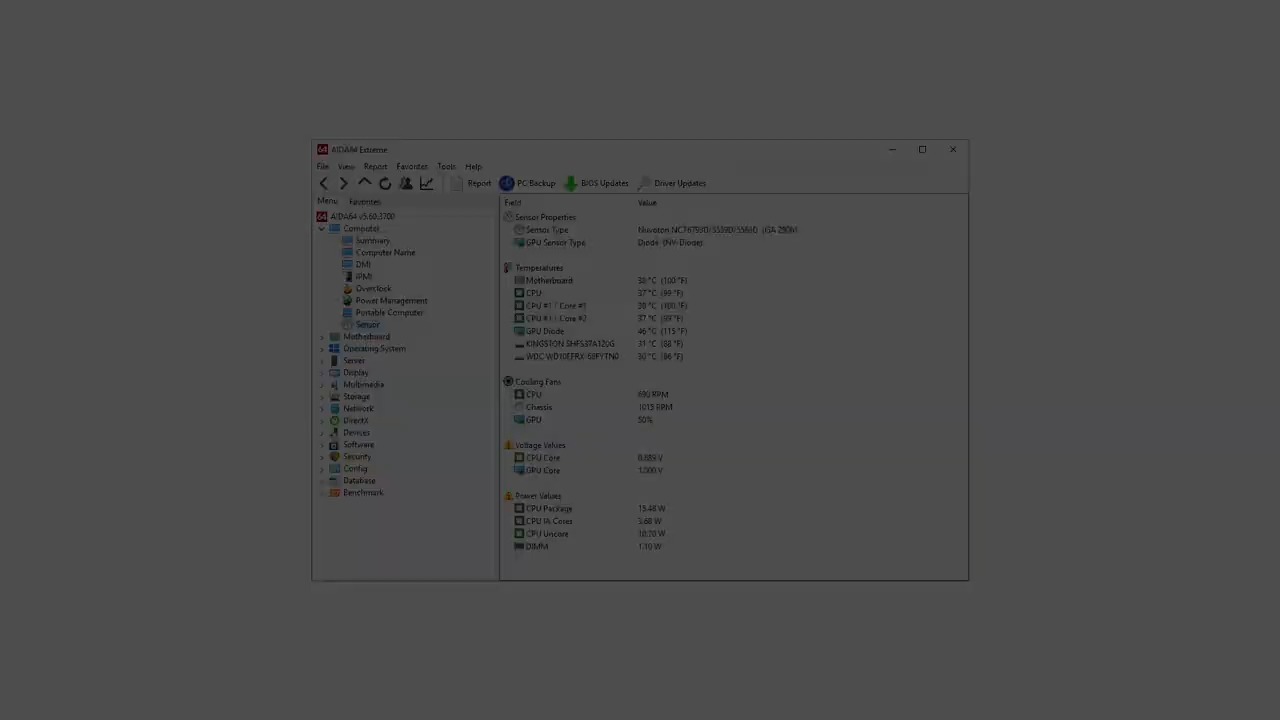 AIDA64 Extreme
File View Report Favorites Tools Help
Report PC Backup BIOS Updates Driver Updates
Menu Favorites
AIDA64 v5.60.3700
Computer
Summary
Computer Name
DMI
IPMI
Overclock
Power Management
Portable Computer
Sensor
Motherboard
Operating System
Server
Display
Multimedia
Storage
Network
DirectX
Devices
Software
Security
Config
Database
Benchmark
Field Value
Sensor Properties
Sensor Type Nuvoton
GPU Sensor Type Diode (NV-Diode)
Temperatures
Motherboard 38 °C (100 °F)
CPU 37 °C (99 °F)
CPU #1 / Core #1 38 °C (100 °F)
CPU #1 / Core #2 37 °C (99 °F)
GPU Diode 46 °C (115 °F)
KINGSTON SHFS37A120G 31 °C (88 °F)
WDC WD10EFRX-68FYTN0 30 °C (86 °F)
Cooling Fans
CPU 690 RPM
Chassis 1015 RPM
GPU 50%
Voltage Values
CPU Core
GPU Core 1.000 V
Power Values
CPU Package 15.48 W
CPU IA Cores 3.68 W
CPU Uncore 10.70 W
DIMM 1.10 W